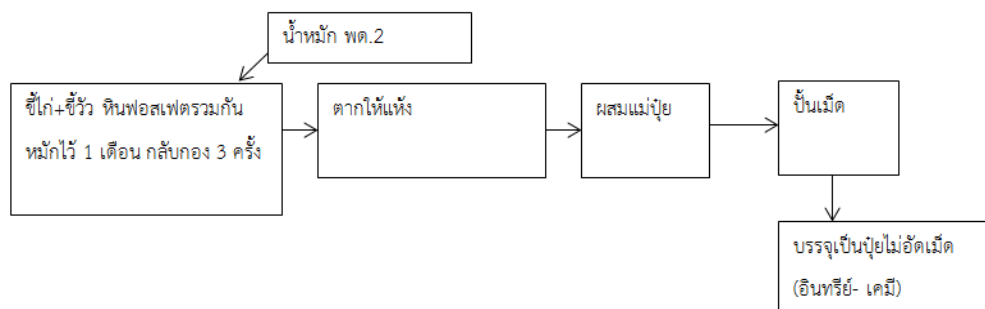 น้ำหมัก พด.2
ขี้ไก่+ขี้วัว หินฟอสเฟตรวมกัน
หมักไว้ 1 เดือน กลับกอง 3 ครั้ง
ตากให้แห้ง
ผสมแม่ปุ๋ย
ปั้นเม็ด
บรรจุเป็นปุ๋ยไม่อัดเม็ด
(อินทรีย์- เคมี)